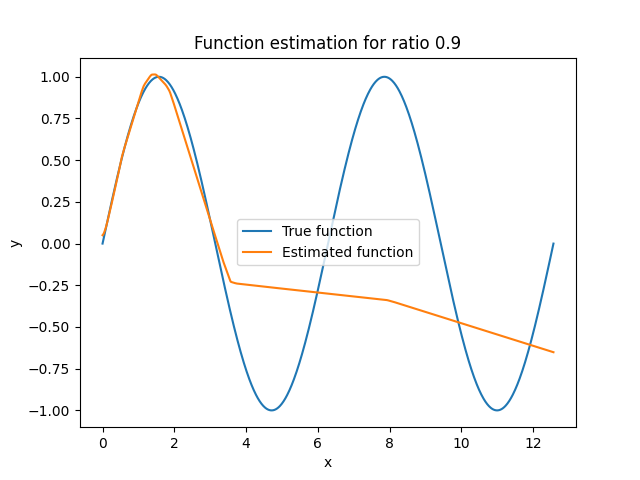 Function estimation for ratio 0.9
1.00
0.75
0.50
0.25
0.00
−0.25
−0.50
−0.75
−1.00
y
True function
Estimated function
0 2 4 6 8 10 12
x